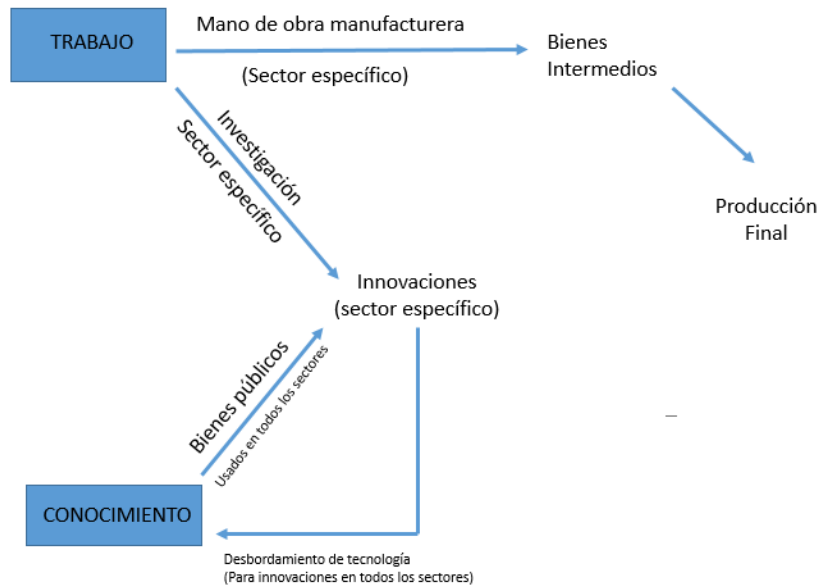 TRABAJO
Mano de obra manufacturera
(Sector específico)
Bienes
Intermedios
Investigación
Sector específico
Producción
Final
Innovaciones
(sector específico)
Bienes públicos
Usados en todos los sectores
CONOCIMIENTO
Desbordamiento de tecnología
(Para innovaciones en todos los sectores)